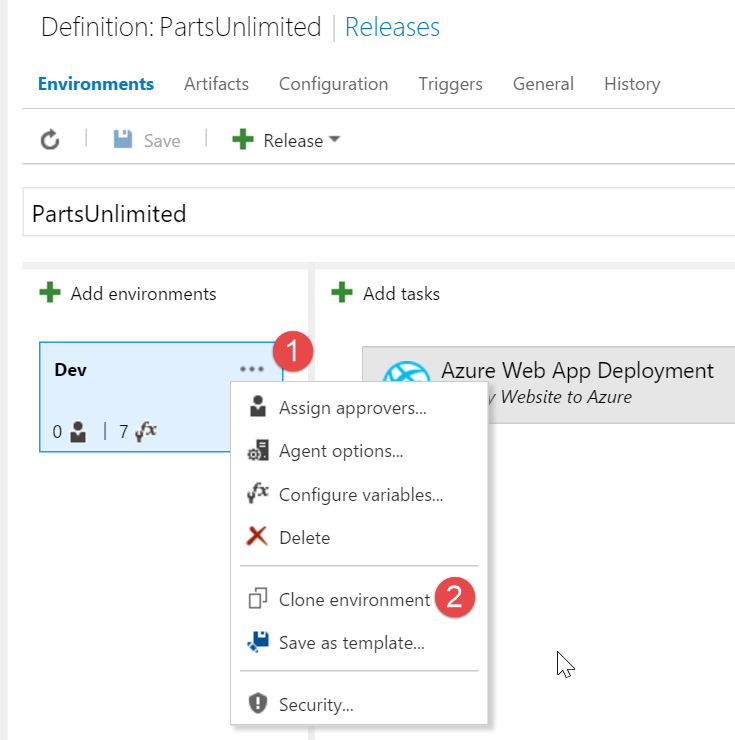 Definition: PartsUnlimited | Releases
Environments Artifacts Configuration Triggers General History
Save Release
PartsUnlimited
Add environments
Add tasks
Dev ... 1
Azure Web App Deployment
Website to Azure
0 | 7 fx
Assign approvers...
Agent options...
fx Configure variables...
Delete
Clone environment 2
Save as template...
Security...